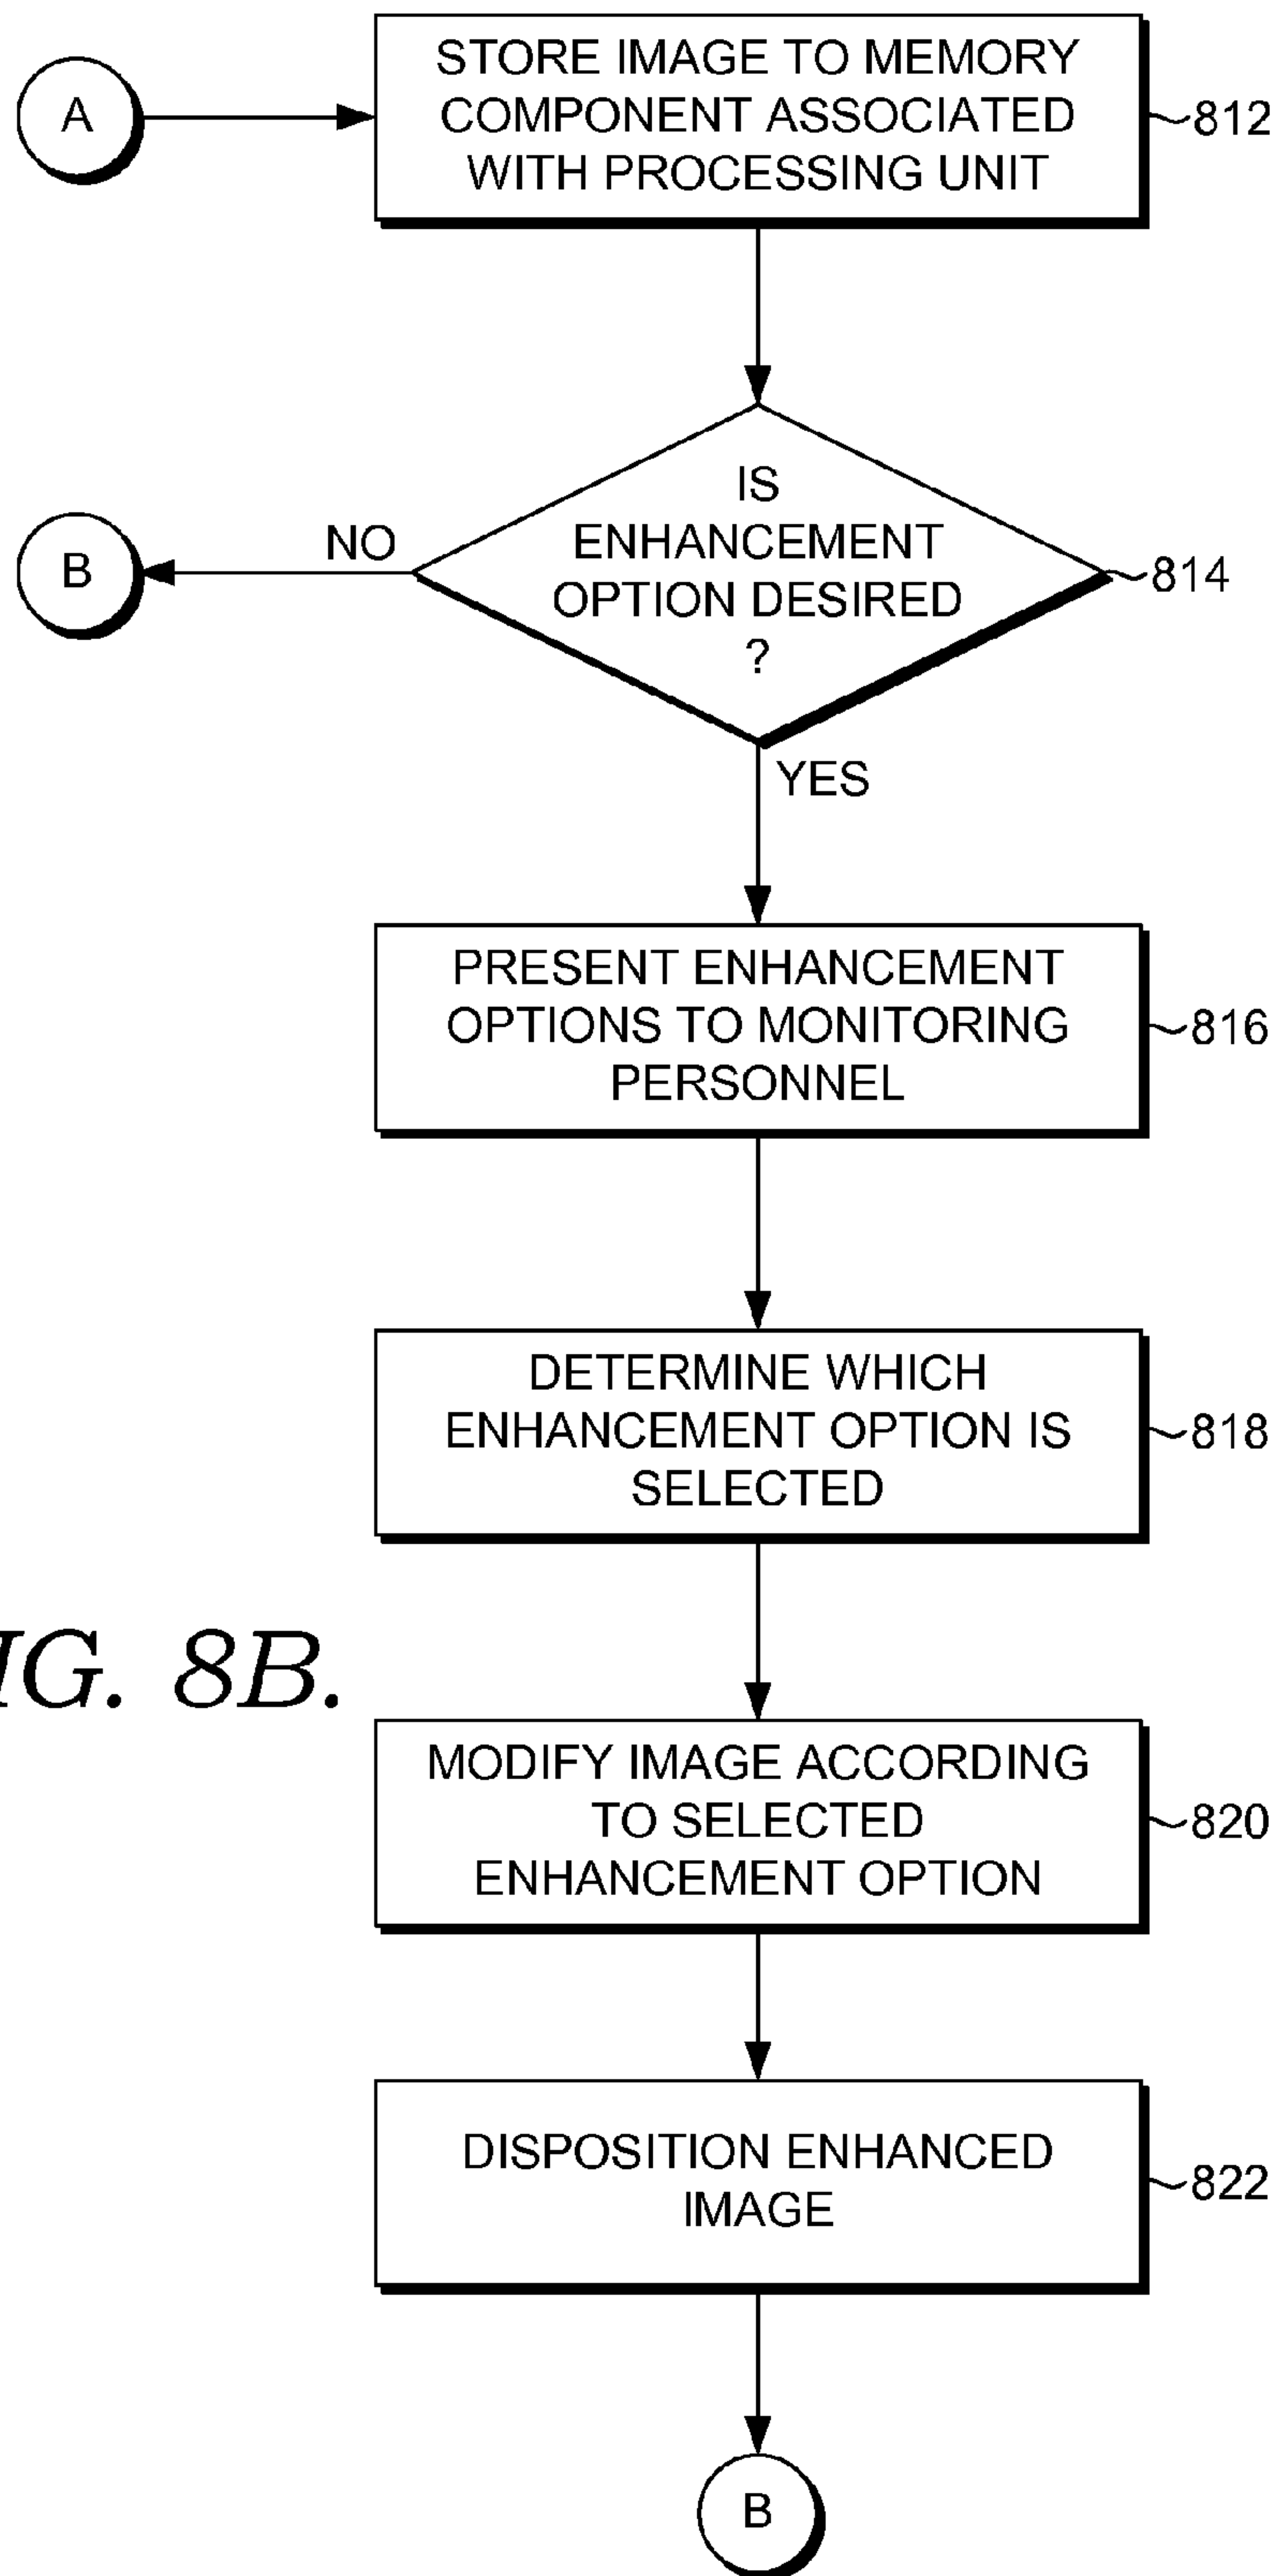 A
STORE IMAGE TO MEMORY
COMPONENT ASSOCIATED
WITH PROCESSING UNIT
812
IS
ENHANCEMENT
OPTION DESIRED
?
814
NO
B
YES
PRESENT ENHANCEMENT
OPTIONS TO MONITORING
PERSONNEL
816
DETERMINE WHICH
ENHANCEMENT OPTION IS
SELECTED
818
IG. 8B.
MODIFY IMAGE ACCORDING
TO SELECTED
ENHANCEMENT OPTION
820
DISPOSITION ENHANCED
IMAGE
822
B